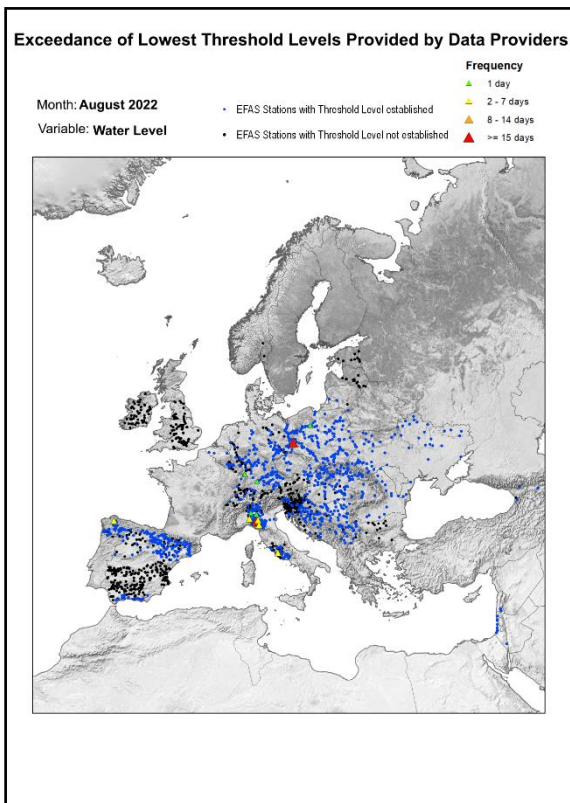 Exceedance of Lowest Threshold Levels Provided by Data Providers
Frequency
1 day
2 - 7 days
8 - 14 days
>= 15 days
Month: August 2022
Variable: Water Level
EFAS Stations with Threshold Level established
EFAS Stations with Threshold Level not established